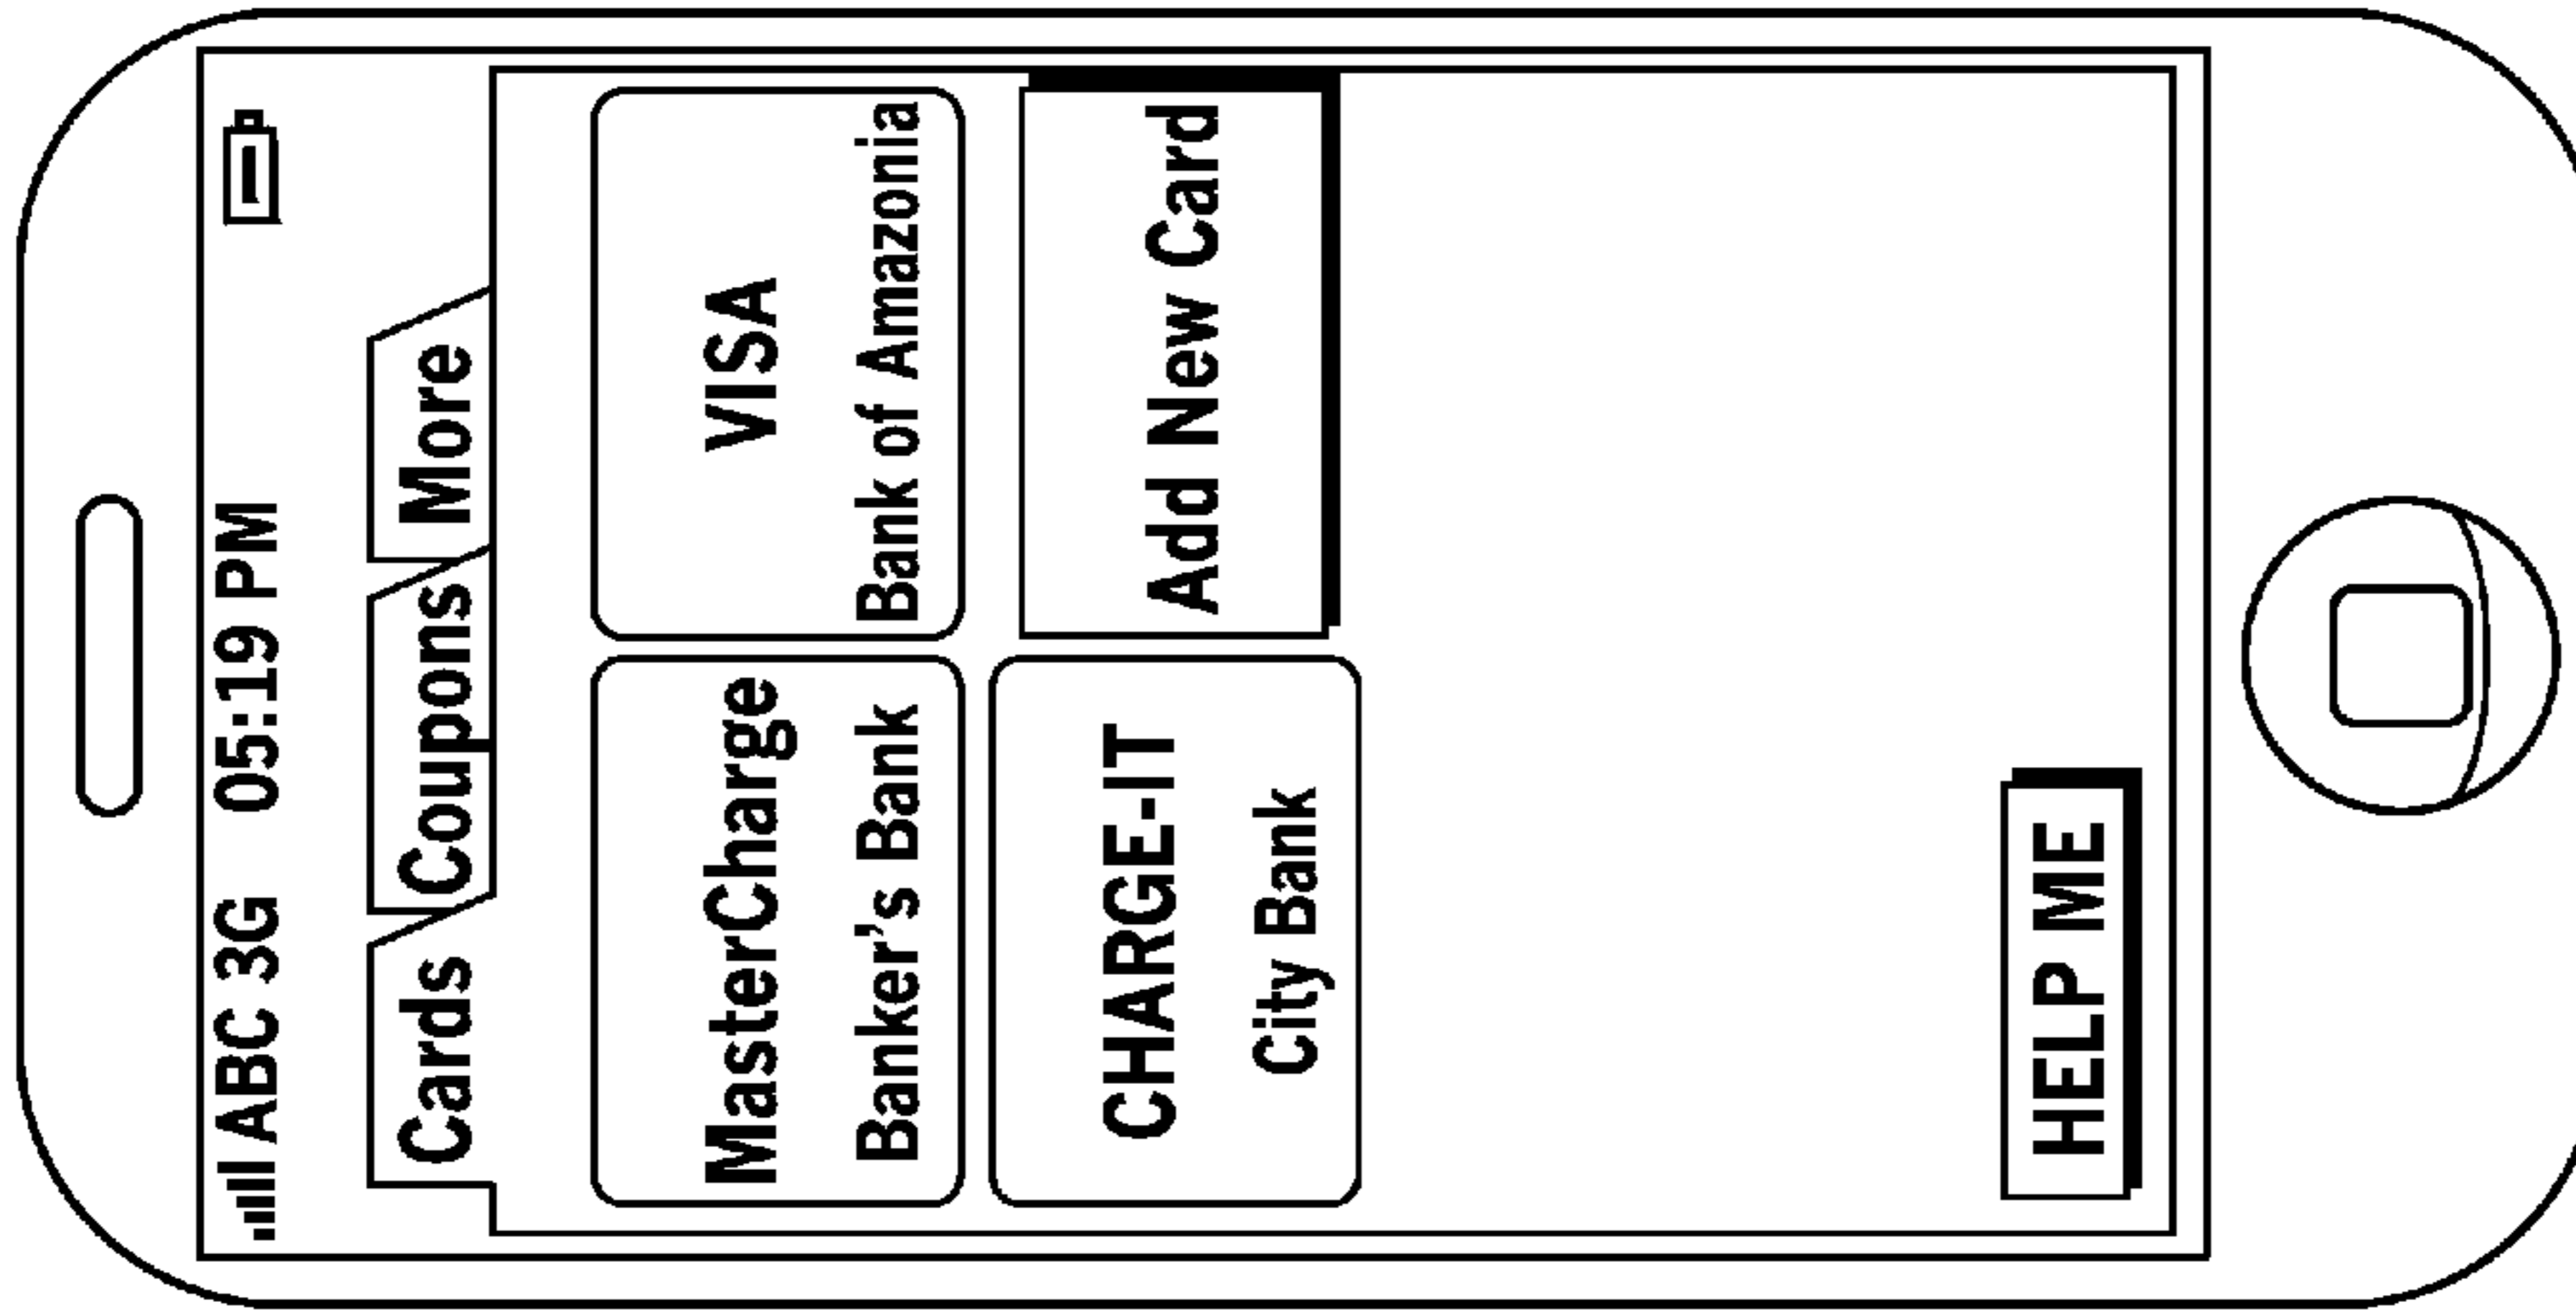 ABC 3G 05:19 PM
Cards Coupons More
MasterCharge
Banker's Bank
VISA
Bank of Amazonia
CHARGE-IT
City Bank
Add New Card
HELP ME